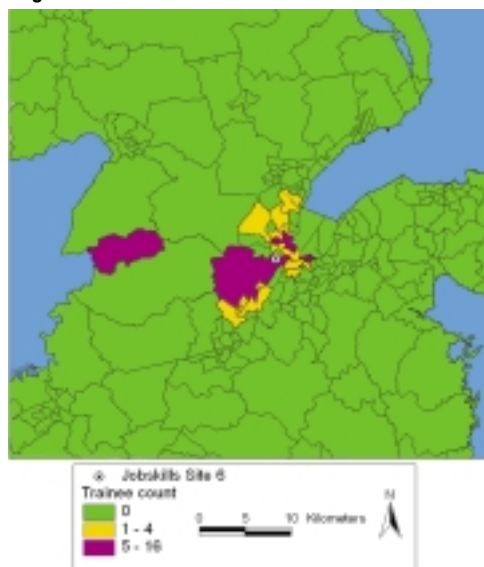 Jobskills Site 6
Trainee count
0
1 - 4
5 - 16
0 5 10 Kilometers
N